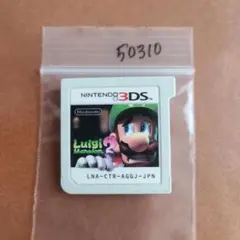 50310
NINTENDO 3DS
Nintendo
Luigi
Mansion 2
LNA-CTR-AGGJ-JPN